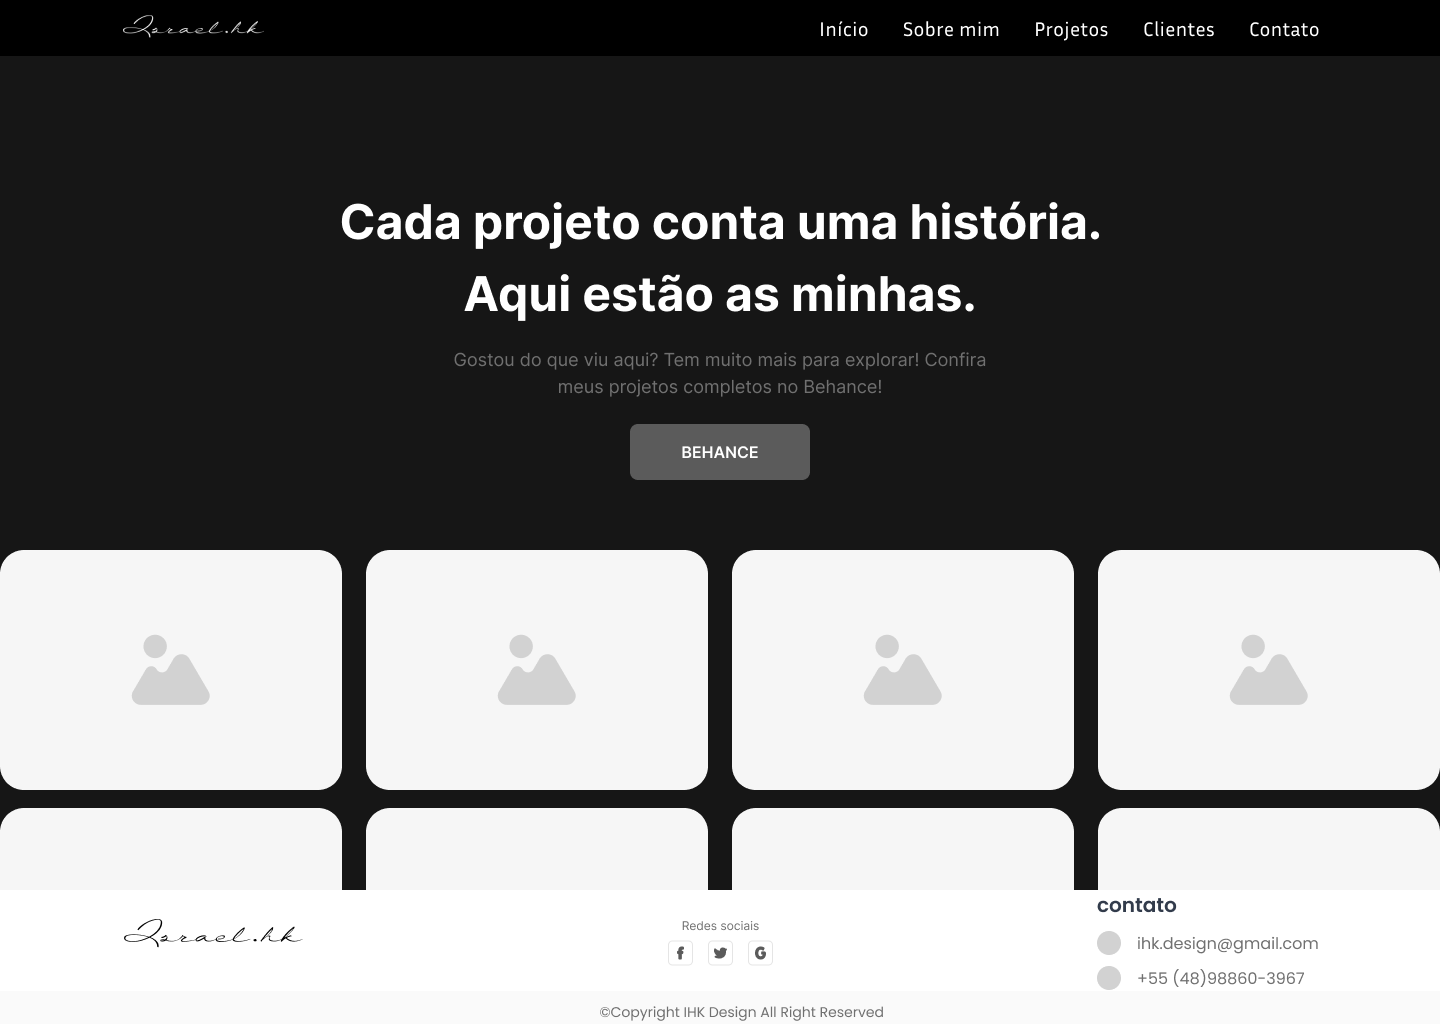 Israel.hk
Início Sobre mim Projetos Clientes Contato
Cada projeto conta uma história.
Aqui estão as minhas.
Gostou do que viu aqui? Tem muito mais para explorar! Confira
meus projetos completos no Behance!
BEHANCE
Israel.hk
Redes sociais
contato
ihk.design@gmail.com
+55 (48)98860-3967
©Copyright IHK Design All Right Reserved